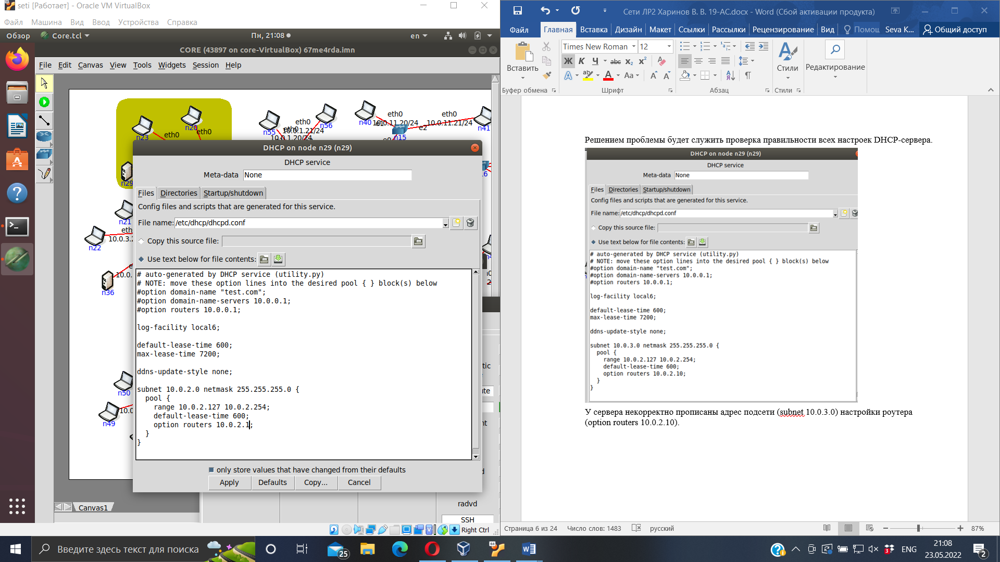 seti [Работает] - Oracle VM VirtualBox
Файл Машина Вид Ввод Устройства Справка
Обзор Core.tcl Пн, 21:08 en
CORE (43897 on core-VirtualBox) 67me4rda.imn
File Edit Canvas View Tools Widgets Session Help
n23 eth0
n20 eth0
n55 eth0
10.0.1.20/24
n56 eth0
10.0.1.21/24
n40 eth0
10.0.11.20/24
e1
n15
e2
eth0
10.0.11.21/24
n41
n29
n21
n22
10.0.3.2
n36
n50
n49
DHCP on node n29 (n29)
DHCP service
Meta-data None
Files Directories Startup/shutdown
Config files and scripts that are generated for this service.
File name: /etc/dhcp/dhcpd.conf
Copy this source file:
Use text below for file contents:
# auto-generated by DHCP service (utility.py)
# NOTE: move these option lines into the desired pool { } block(s) below
#option domain-name "test.com";
#option domain-name-servers 10.0.0.1;
#option routers 10.0.0.1;
log-facility local6;
default-lease-time 600;
max-lease-time 7200;
ddns-update-style none;
subnet 10.0.2.0 netmask 255.255.255.0 {
pool {
range 10.0.2.127 10.0.2.254;
default-lease-time 600;
option routers 10.0.2.1;
}
}
only store values that have changed from their defaults
Apply Defaults Copy... Cancel
radvd
SSH
Canvas1
Right Ctrl
Сети ЛР2 Харинов В. В. 19-АС.docx - Word (Сбой активации продукта)
Файл Главная Вставка Дизайн Макет Ссылки Рассылки Рецензирование Вид Помощ Seva K... Общий доступ
Вставить
Times New Roman 12
Ж К Ч abc x₂ x²
Aa
Стили
Редактирование
Буфер обмена Шрифт Абзац Стили
Решением проблемы будет служить проверка правильности всех настроек DHCP-сервера.
DHCP on node n29 (n29)
DHCP service
Meta-data None
Files Directories Startup/shutdown
Config files and scripts that are generated for this service.
File name: /etc/dhcp/dhcpd.conf
Copy this source file:
Use text below for file contents:
# auto-generated by DHCP service (utility.py)
# NOTE: move these option lines into the desired pool { } block(s) below
#option domain-name "test.com";
#option domain-name-servers 10.0.0.1;
#option routers 10.0.0.1;
log-facility local6;
default-lease-time 600;
max-lease-time 7200;
ddns-update-style none;
subnet 10.0.3.0 netmask 255.255.255.0 {
pool {
range 10.0.2.127 10.0.2.254;
default-lease-time 600;
option routers 10.0.2.10;
}
}
У сервера некорректно прописаны адрес подсети (subnet 10.0.3.0) настройки роутера
(option routers 10.0.2.10).
Страница 6 из 24 Число слов: 1483 русский 87%
Введите здесь текст для поиска
25
64
3
ENG
21:08
23.05.2022
2